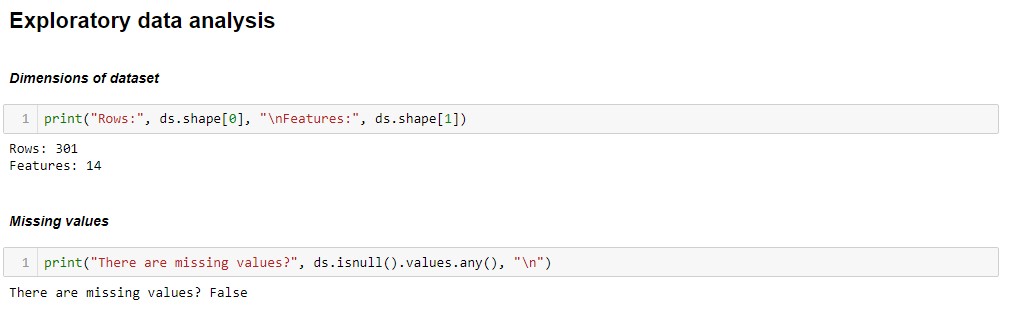 Exploratory data analysis
Dimensions of dataset
1 print("Rows:", ds.shape[0], "\nFeatures:", ds.shape[1])
Rows: 301
Features: 14
Missing values
1 print("There are missing values?", ds.isnull().values.any(), "\n")
There are missing values? False